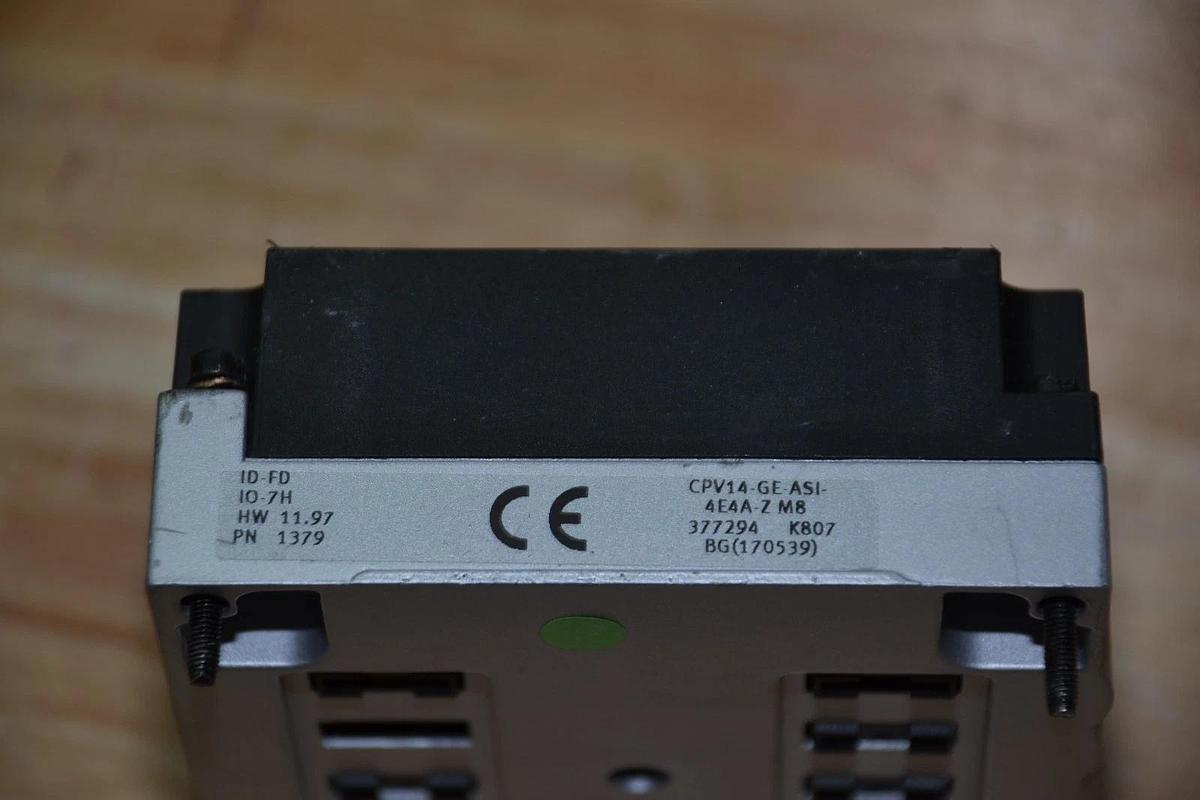 ID-FD
IO-7H
HW 11.97
PN 1379
CE
CPV14-GE-ASI-
4E4A-Z M8
377294 K807
BG(170539)